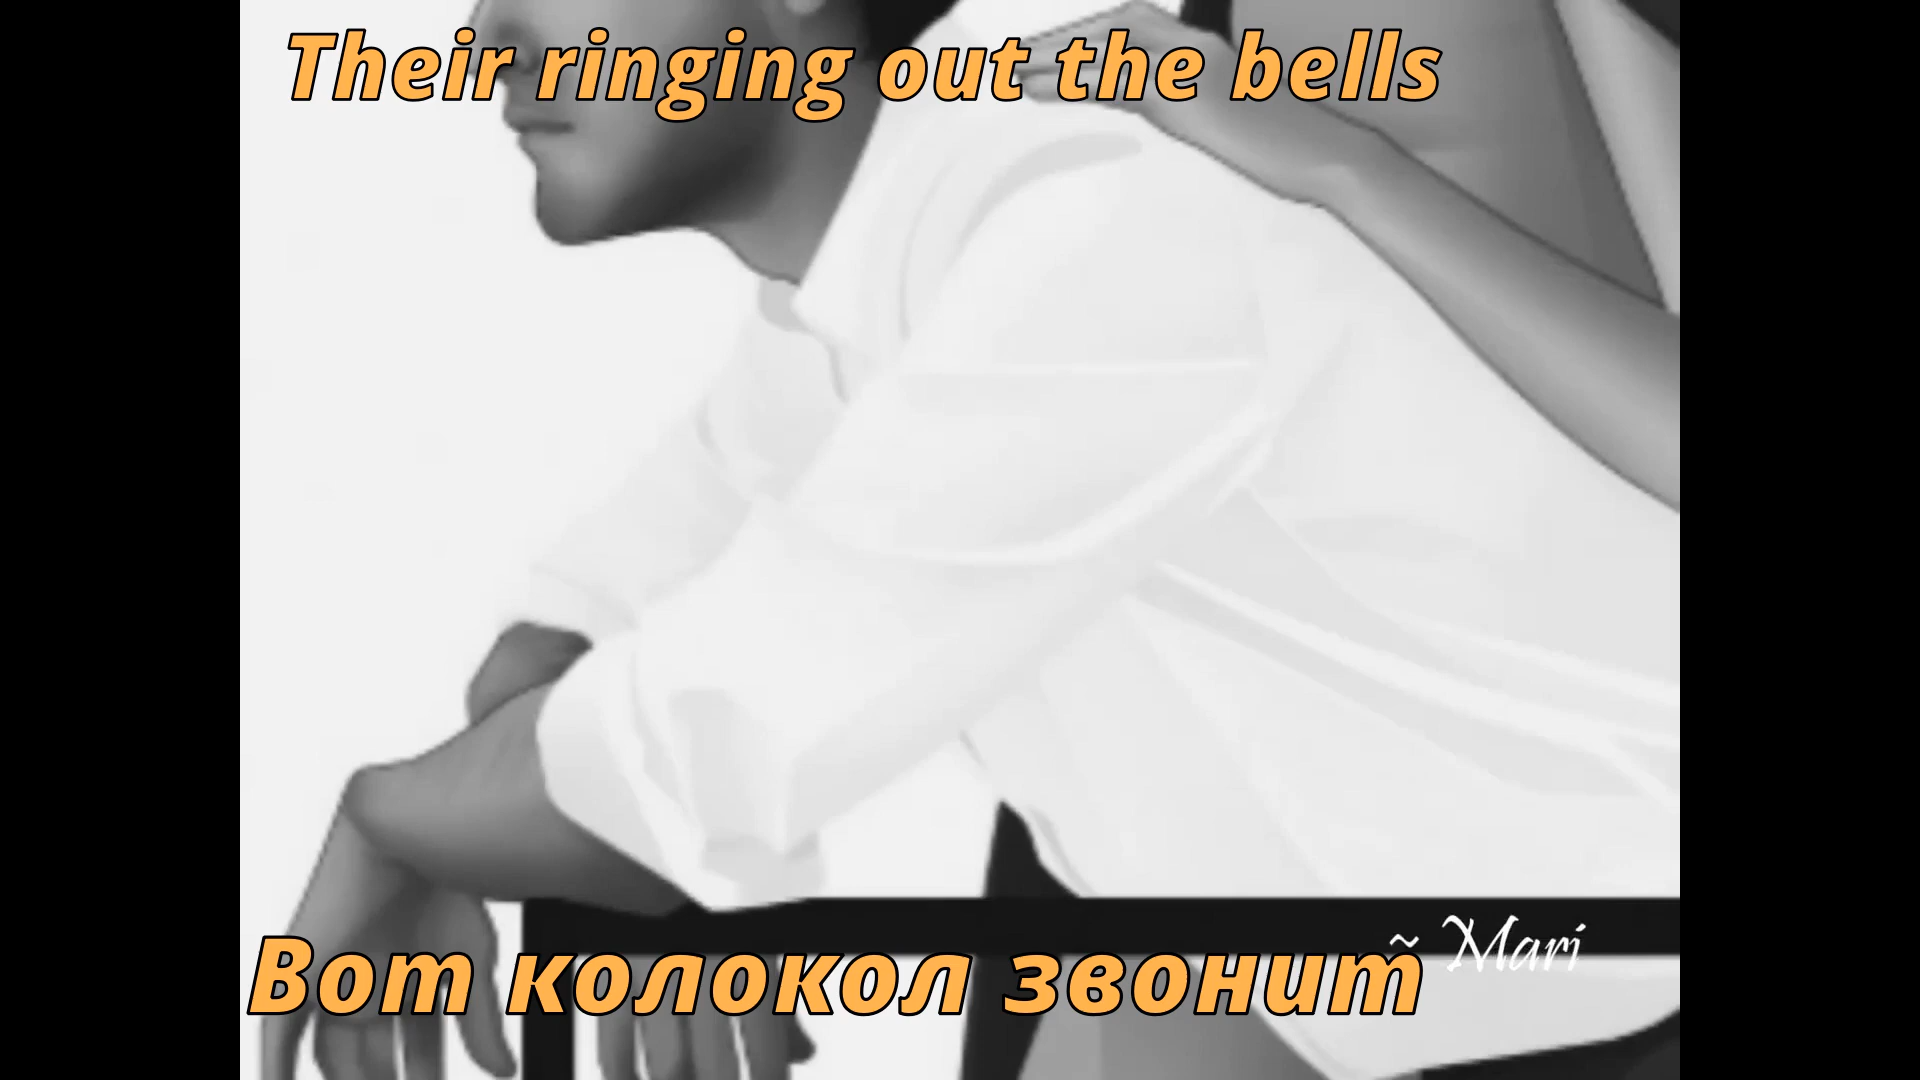 Their ringing out the bells
~ Mari
Вот колокол звонит